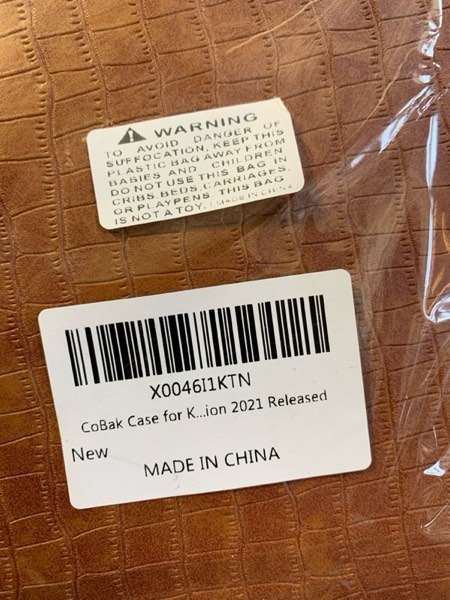 WARNING
TO AVOID DANGER OF
SUFFOCATION, KEEP THIS
PLASTIC BAG AWAY FROM
BABIES AND CHILDREN.
DO NOT USE THIS BAG IN
CRIBS, BEDS, CARRIAGES,
OR PLAYPENS. THIS BAG
IS NOT A TOY. MADE IN CHINA
X0046I1KTN
CoBak Case for K...ion 2021 Released
New
MADE IN CHINA